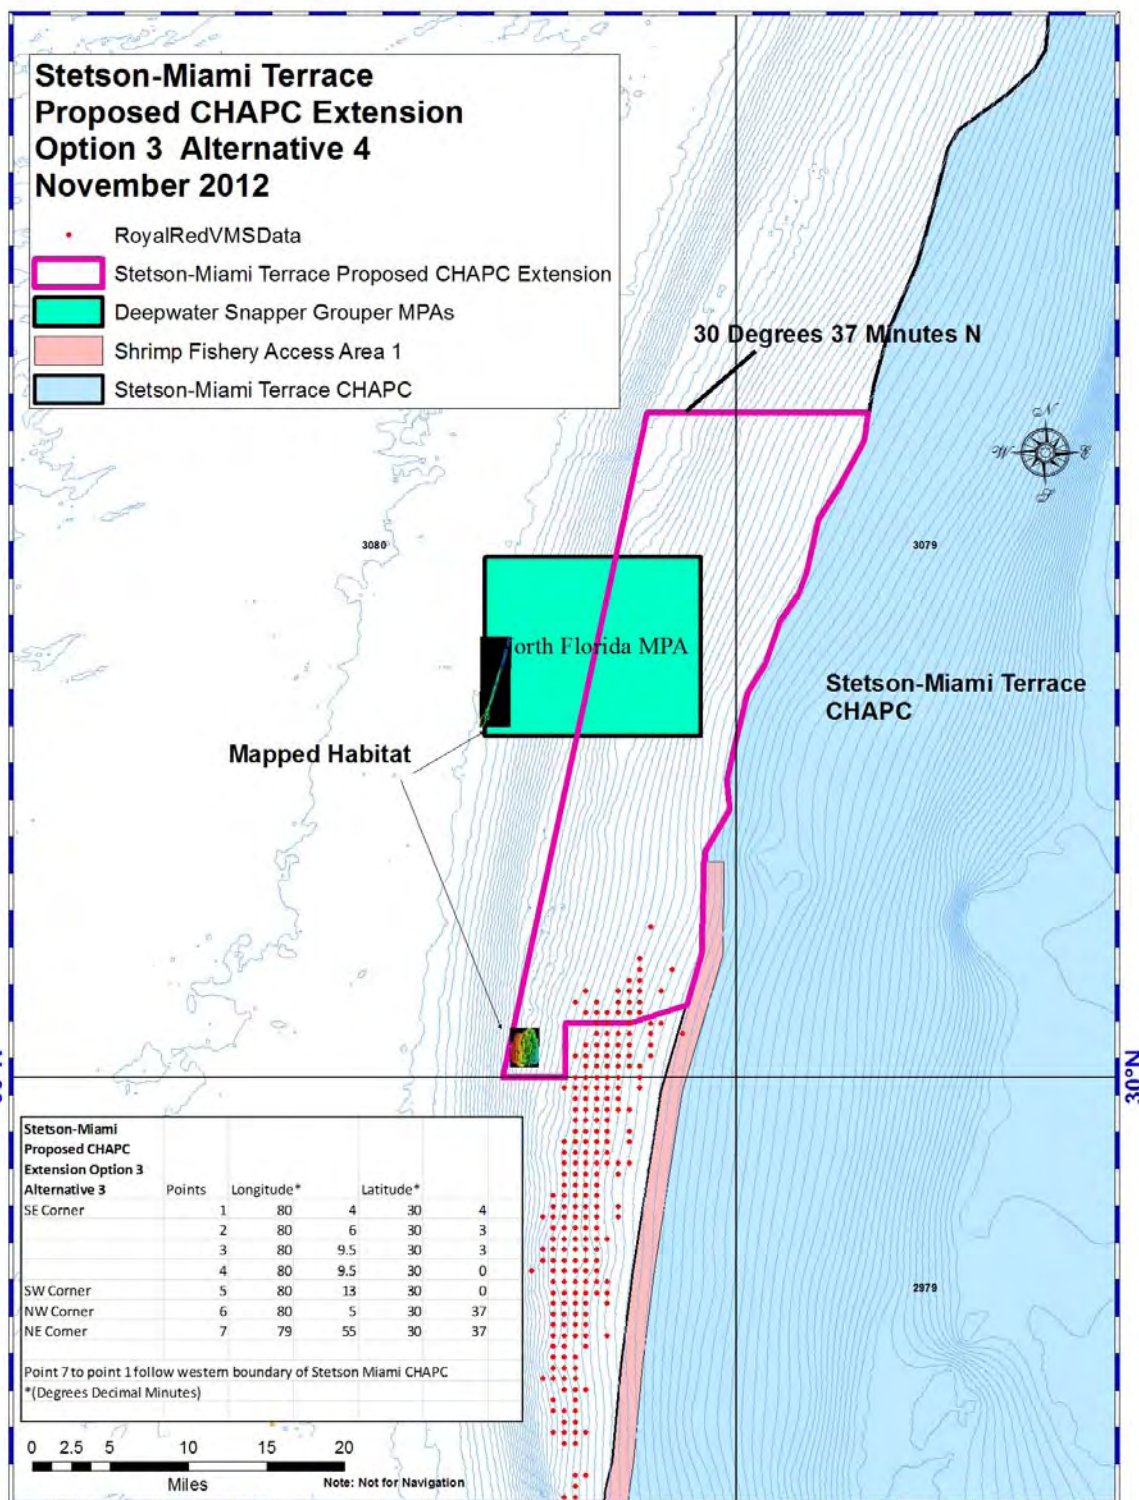 Stetson-Miami Terrace
Proposed CHAPC Extension
Option 3 Alternative 4
November 2012
RoyalRedVMSData
Stetson-Miami Terrace Proposed CHAPC Extension
Deepwater Snapper Grouper MPAs
Shrimp Fishery Access Area 1
Stetson-Miami Terrace CHAPC
30 Degrees 37 Minutes N
N
W
E
S
3080
3079
orth Florida MPA
Stetson-Miami Terrace
CHAPC
Mapped Habitat
30°N
Stetson-Miami
Proposed CHAPC
Extension Option 3
Alternative 3 Points Longitude* Latitude*
SE Corner 1 80 4 30 4
2 80 6 30 3
3 80 9.5 30 3
4 80 9.5 30 0
SW Corner 5 80 13 30 0
NW Corner 6 80 5 30 37
NE Corner 7 79 55 30 37
Point 7 to point 1 follow western boundary of Stetson Miami CHAPC
*(Degrees Decimal Minutes)
2979
0 2.5 5 10 15 20
Miles
Note: Not for Navigation